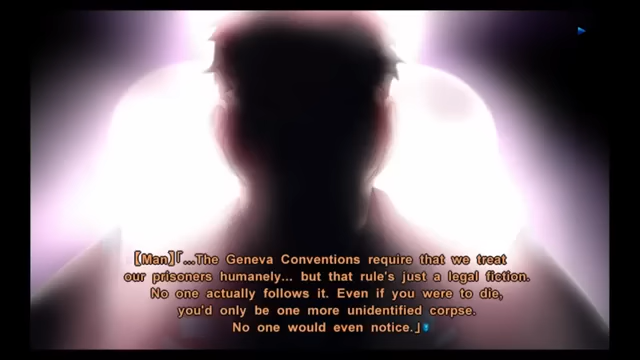 【Man】「...The Geneva Conventions require that we treat
our prisoners humanely... but that rule's just a legal fiction.
No one actually follows it. Even if you were to die,
you'd only be one more unidentified corpse.
No one would even notice.」